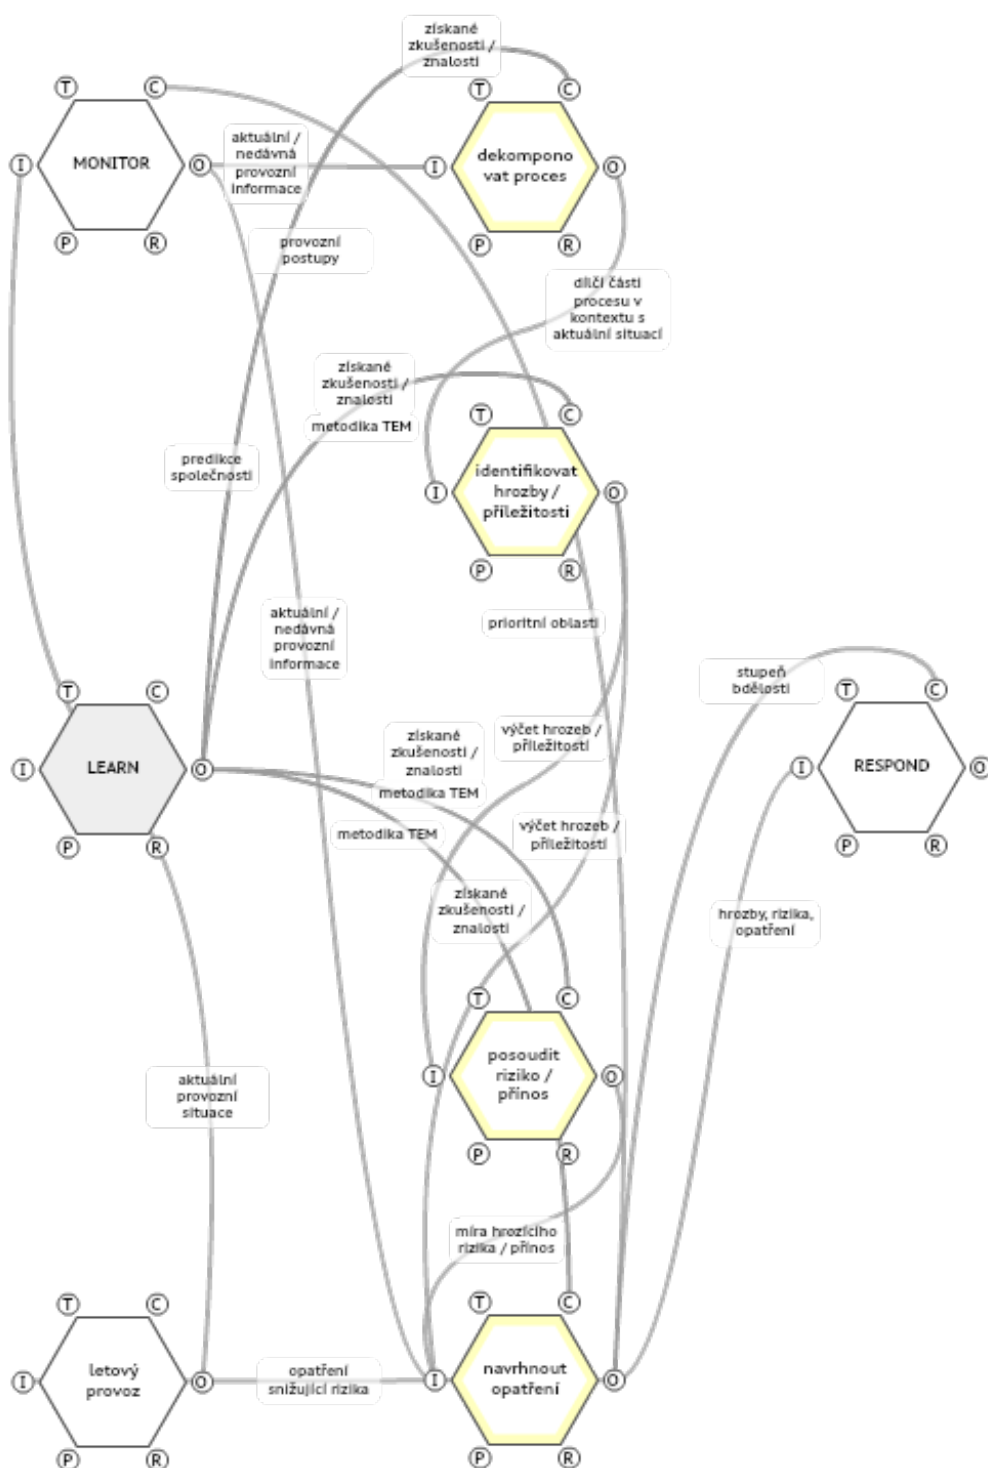 získané
zkušenosti /
znalosti
T
C
T
C
MONITOR
I
O
P
R
aktuální /
nedávná
provozní
informace
dekompono
vat proces
I
O
P
R
provozní
postupy
dílčí části
procesu v
kontextu s
aktuální situací
získané
zkušenosti /
znalosti
metodika TEM
T
C
identifikovat
hrozby /
příležitosti
I
O
P
R
predikce
společnosti
aktuální /
nedávná
provozní
informace
prioritní oblasti
stupeň
bdělosti
T
C
LEARN
I
O
P
R
T
C
RESPOND
I
O
P
R
získané
zkušenosti /
znalosti
metodika TEM
výčet hrozeb /
příležitostí
metodika TEM
výčet hrozeb /
příležitostí
získané
zkušenosti /
znalosti
hrozby, rizika,
opatření
T
C
posoudit
riziko /
přínos
I
O
P
R
aktuální
provozní
situace
míra hrozícího
rizika / přínos
T
C
letový
provoz
I
O
P
R
opatření
snižující rizika
T
C
navrhnout
opatření
I
O
P
R